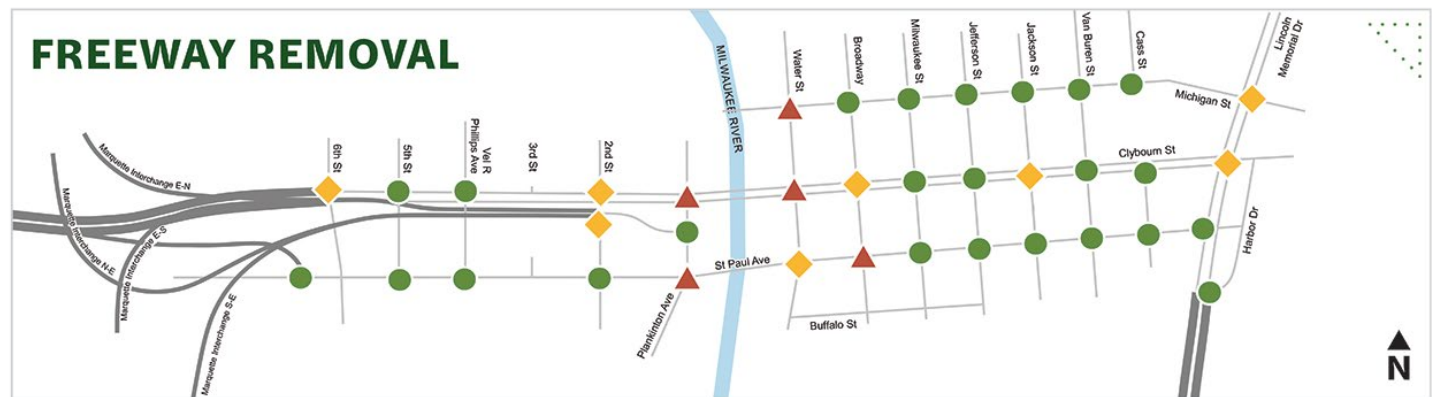 FREEWAY REMOVAL
MILWAUKEE RIVER
Water St
Broadway
Milwaukee St
Jefferson St
Jackson St
Van Buren St
Cass St
Lincoln
Memorial Dr
Michigan St
Clybourn St
Harbor Dr
St Paul Ave
Buffalo St
Plankinton Ave
6th St
5th St
Vel R
Phillips Ave
3rd St
2nd St
Marquette Interchange E-N
Marquette Interchange N-E
Marquette Interchange E-S
Marquette Interchange S-E
N